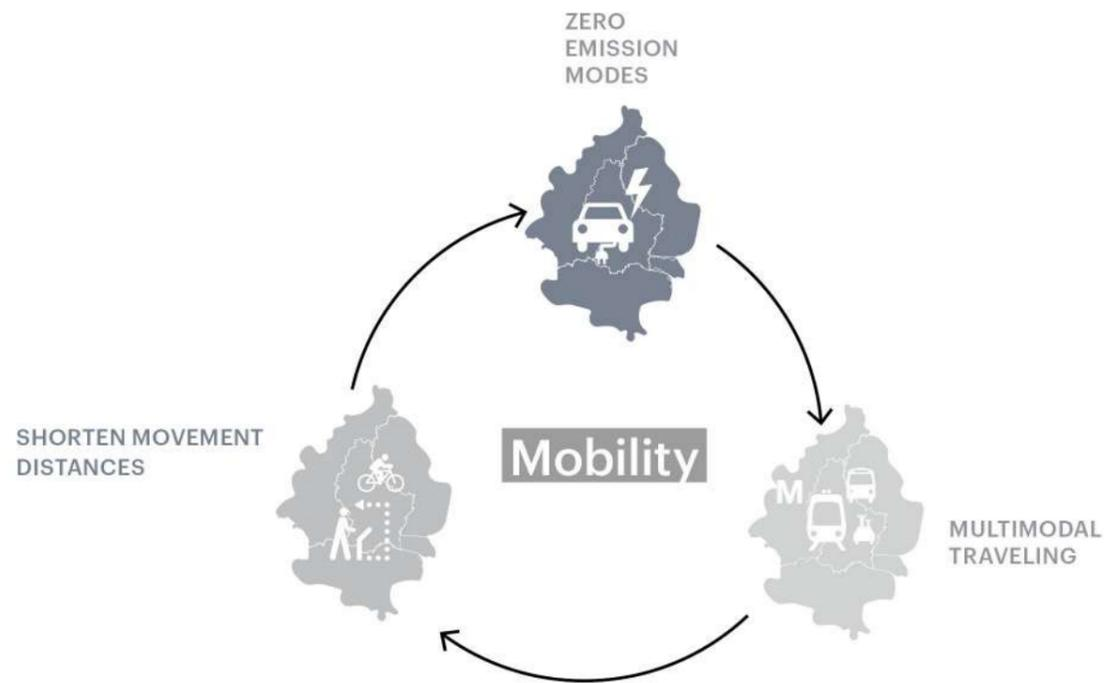 ZERO
EMISSION
MODES
SHORTEN MOVEMENT
DISTANCES
Mobility
M
MULTIMODAL
TRAVELING